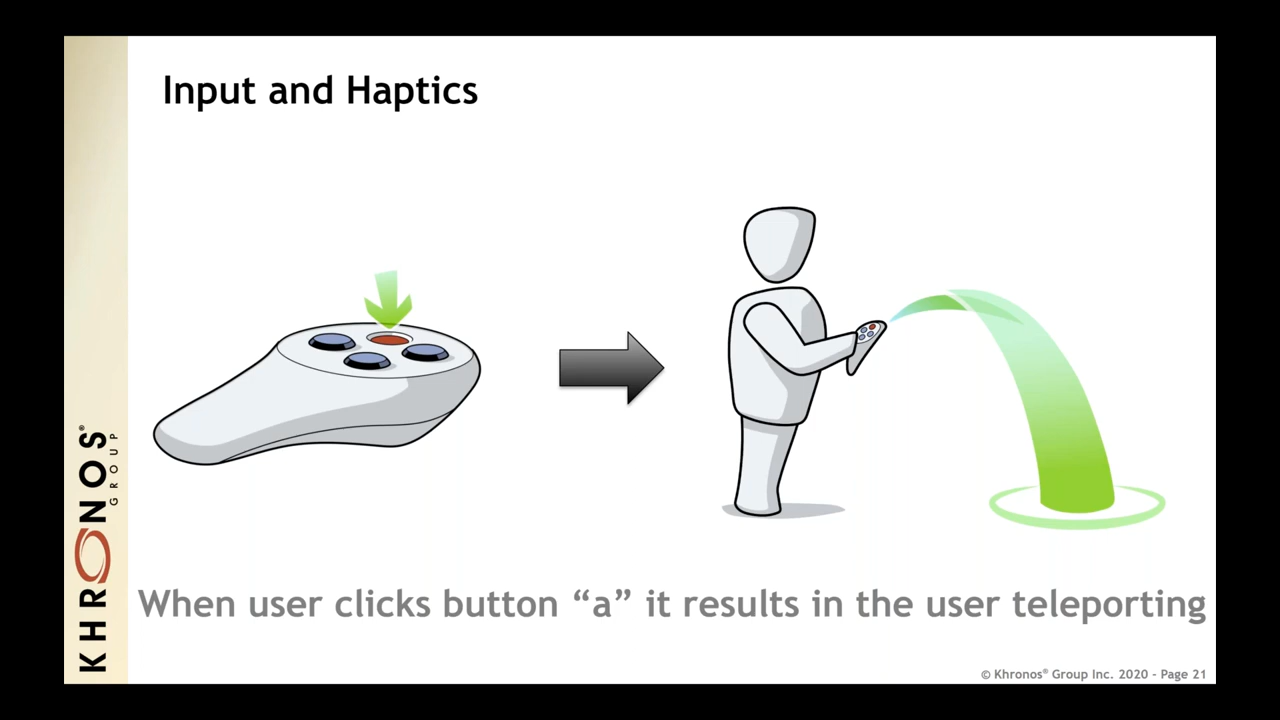 Input and Haptics
KHRONOS®
GROUP
When user clicks button “a” it results in the user teleporting
© Khronos® Group Inc. 2020 - Page 21